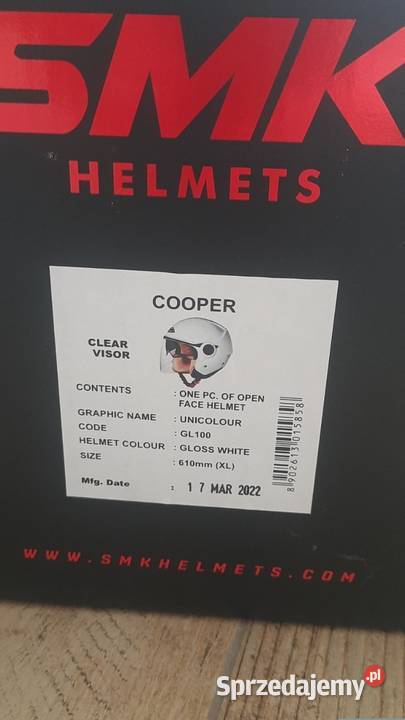 SMK
HELMETS
COOPER
CLEAR
VISOR
CONTENTS : ONE PC. OF OPEN
FACE HELMET
GRAPHIC NAME : UNICOLOUR
CODE : GL100
HELMET COLOUR : GLOSS WHITE
SIZE : 610mm (XL)
Mfg. Date : 17 MAR 2022
8902613015858
WWW.SMKHELMETS.COM
Sprzedajemy.pl